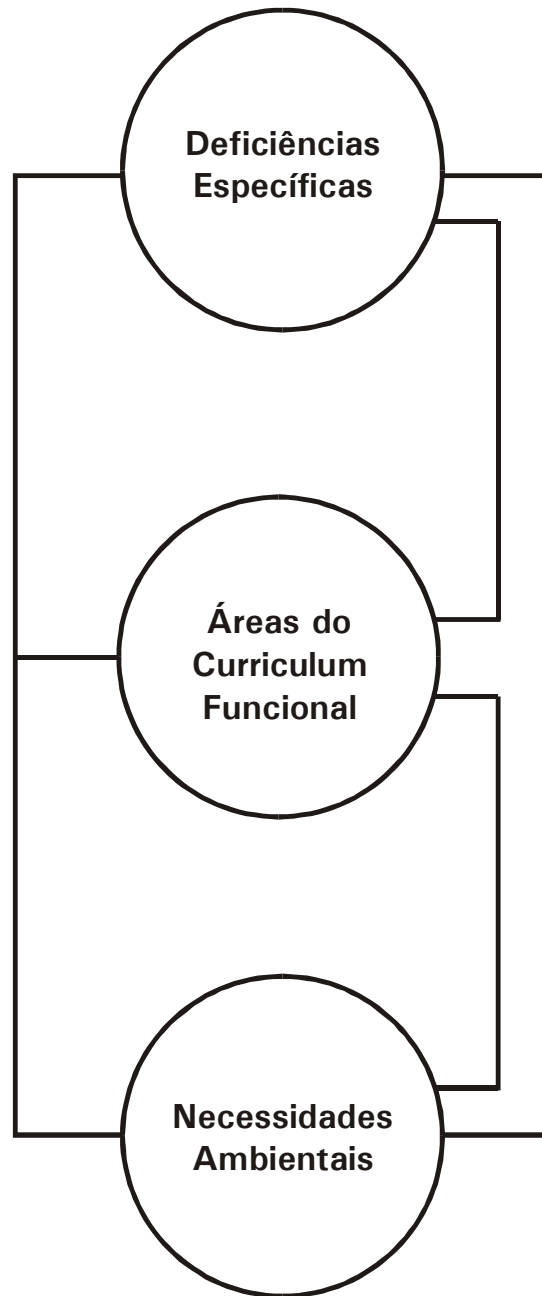 Deficiências
Específicas
Áreas do
Curriculum
Funcional
Necessidades
Ambientais